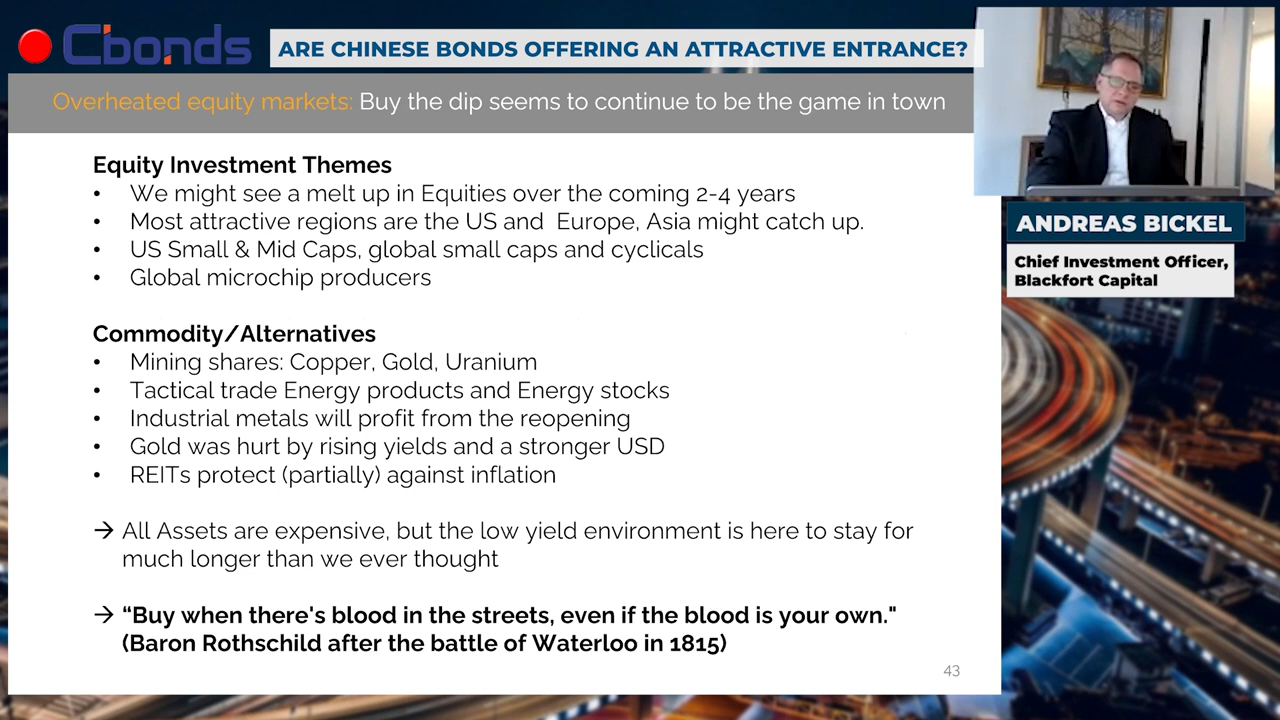 Cbonds
ARE CHINESE BONDS OFFERING AN ATTRACTIVE ENTRANCE?
Overheated equity markets: Buy the dip seems to continue to be the game in town
ANDREAS BICKEL
Chief Investment Officer,
Blackfort Capital
Equity Investment Themes
• We might see a melt up in Equities over the coming 2-4 years
• Most attractive regions are the US and Europe, Asia might catch up.
• US Small & Mid Caps, global small caps and cyclicals
• Global microchip producers
Commodity/Alternatives
• Mining shares: Copper, Gold, Uranium
• Tactical trade Energy products and Energy stocks
• Industrial metals will profit from the reopening
• Gold was hurt by rising yields and a stronger USD
• REITs protect (partially) against inflation
→ All Assets are expensive, but the low yield environment is here to stay for
much longer than we ever thought
→ “Buy when there's blood in the streets, even if the blood is your own."
(Baron Rothschild after the battle of Waterloo in 1815)
43